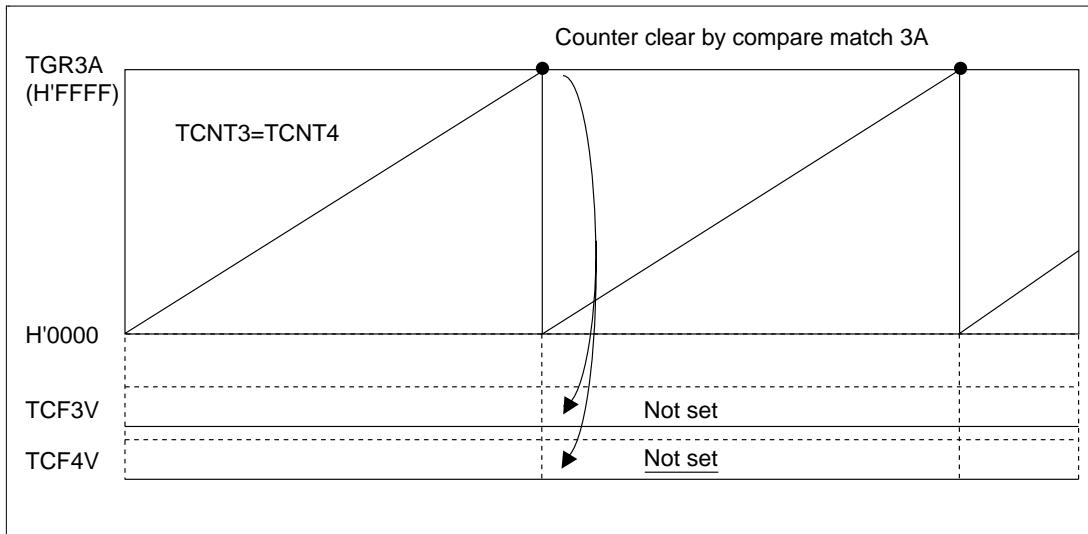 Counter clear by compare match 3A
TGR3A
(H'FFFF)
TCNT3=TCNT4
H'0000
TCF3V
Not set
TCF4V
Not set